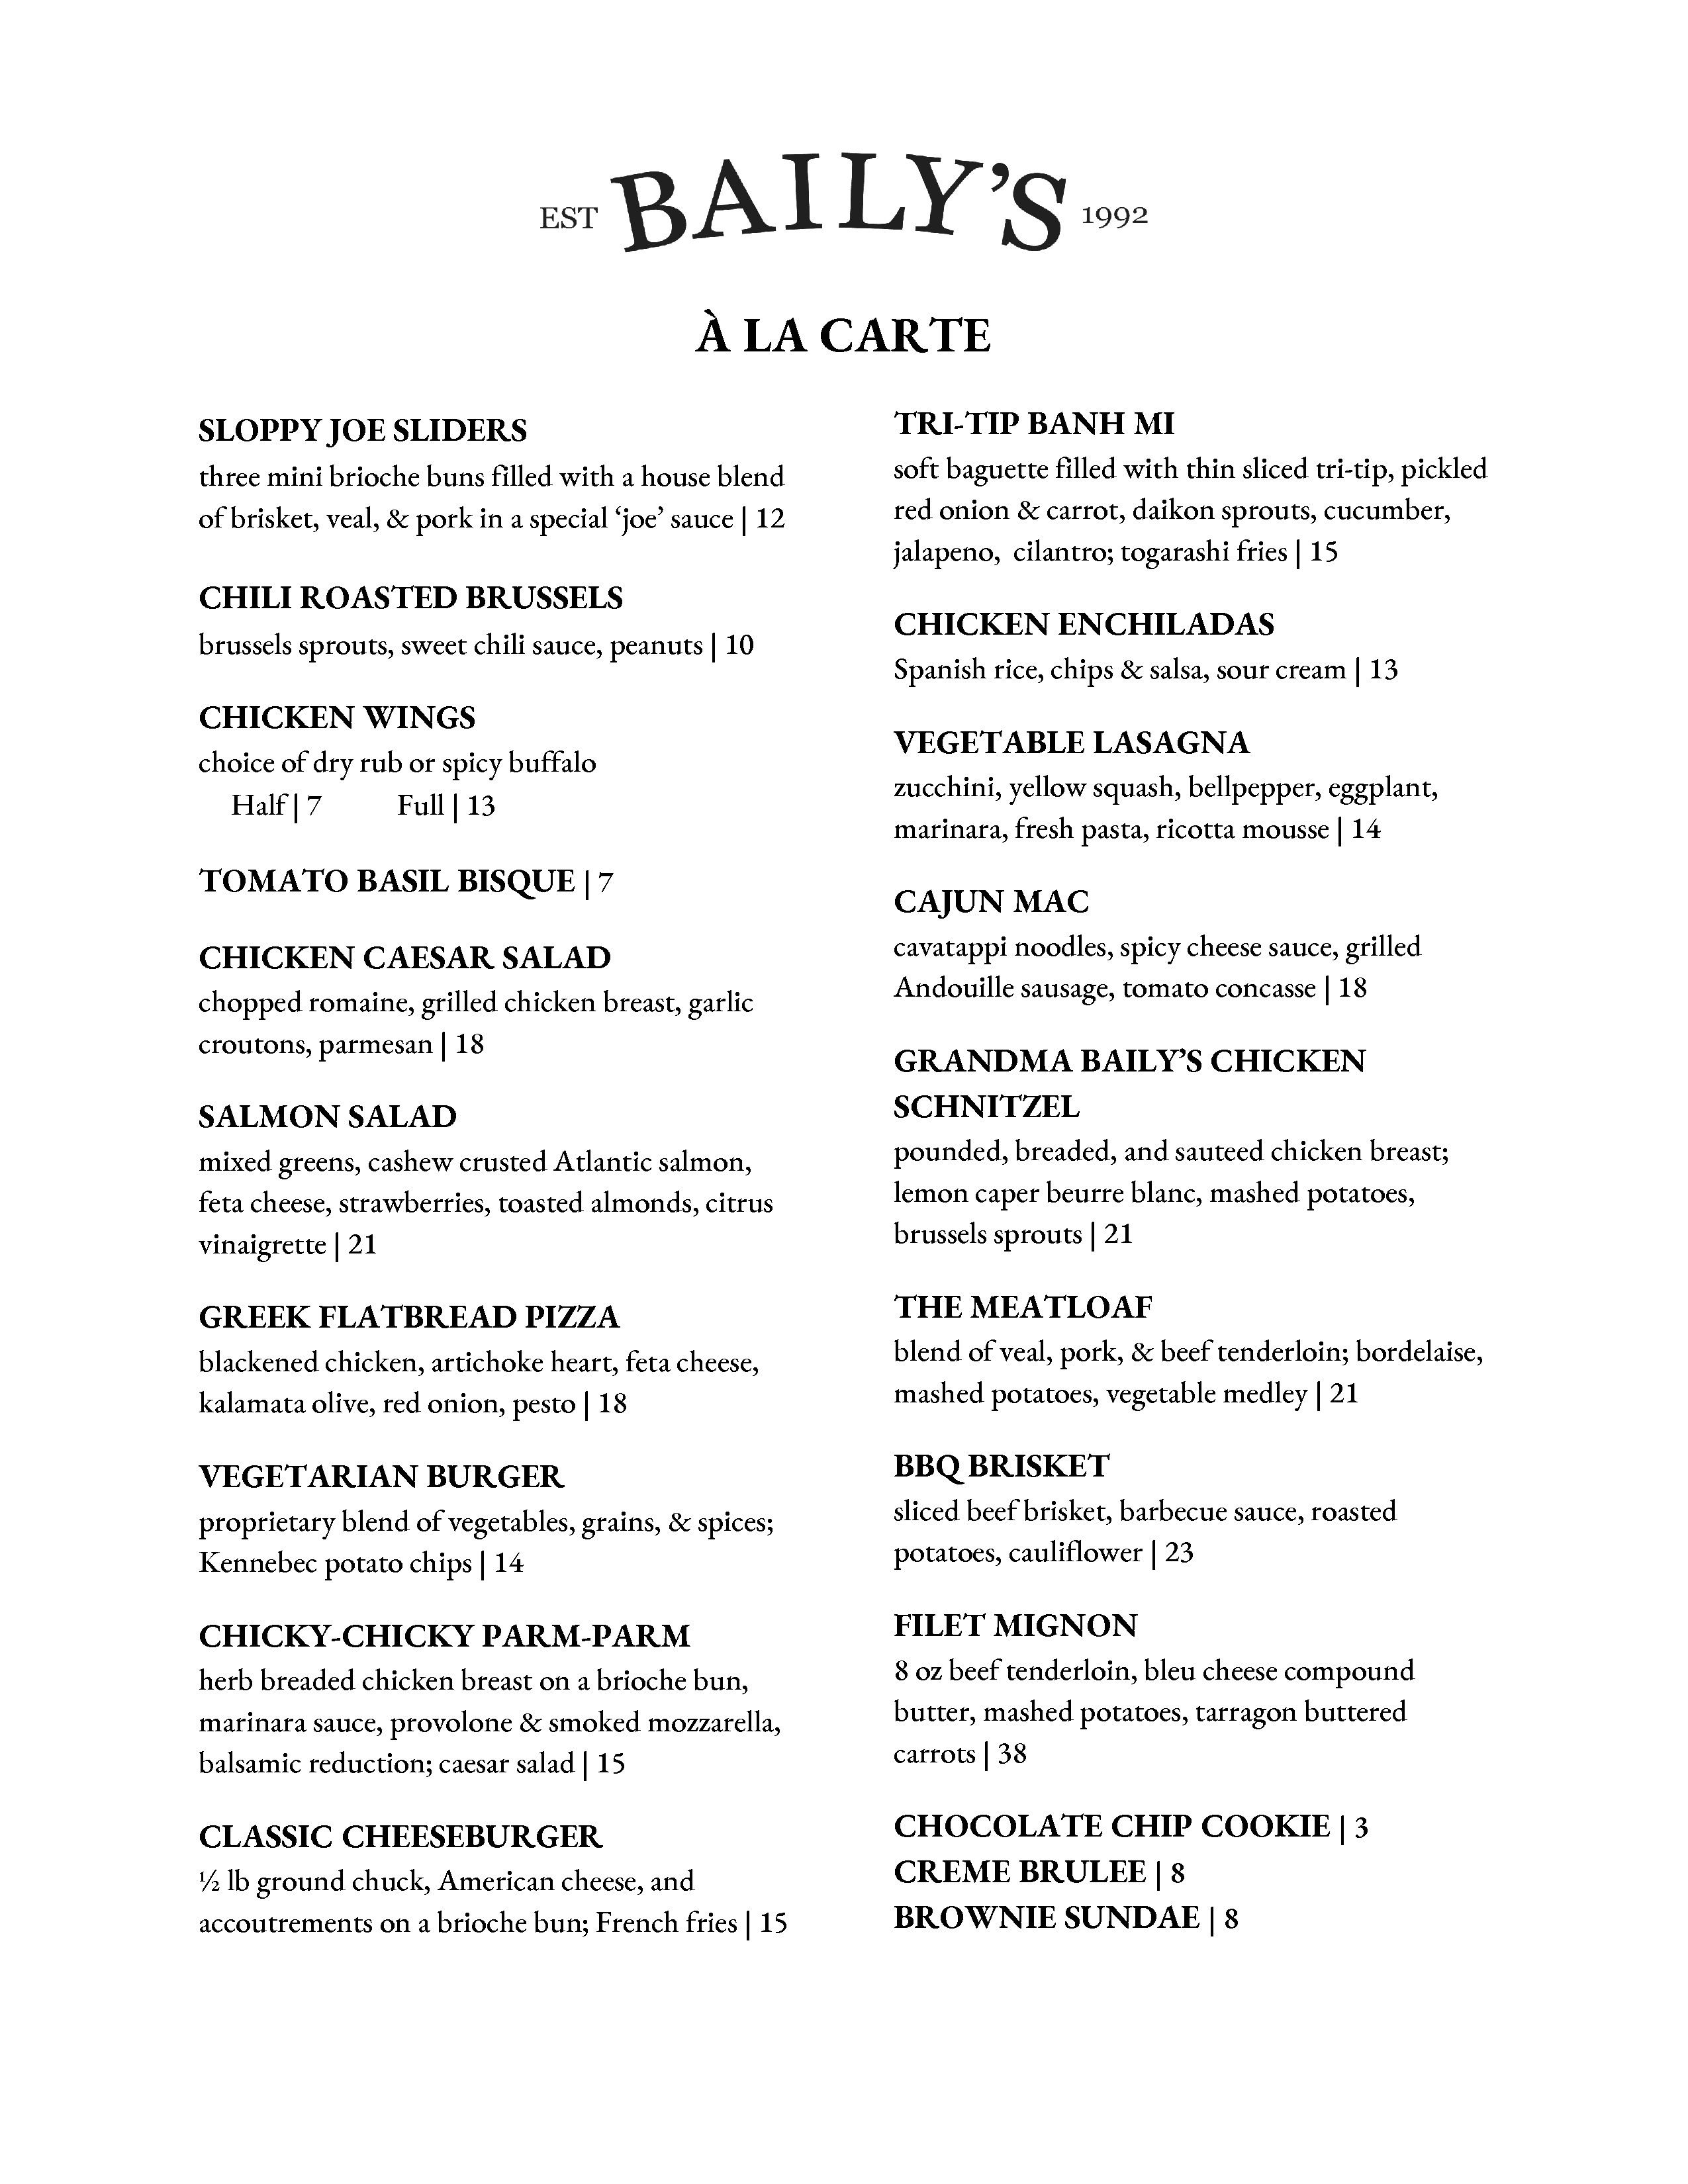 EST BAILY'S 1992
À LA CARTE
SLOPPY JOE SLIDERS
three mini brioche buns filled with a house blend
of brisket, veal, & pork in a special ‘joe’ sauce | 12
CHILI ROASTED BRUSSELS
brussels sprouts, sweet chili sauce, peanuts | 10
CHICKEN WINGS
choice of dry rub or spicy buffalo
Half | 7 Full | 13
TOMATO BASIL BISQUE | 7
CHICKEN CAESAR SALAD
chopped romaine, grilled chicken breast, garlic
croutons, parmesan | 18
SALMON SALAD
mixed greens, cashew crusted Atlantic salmon,
feta cheese, strawberries, toasted almonds, citrus
vinaigrette | 21
GREEK FLATBREAD PIZZA
blackened chicken, artichoke heart, feta cheese,
kalamata olive, red onion, pesto | 18
VEGETARIAN BURGER
proprietary blend of vegetables, grains, & spices;
Kennebec potato chips | 14
CHICKY-CHICKY PARM-PARM
herb breaded chicken breast on a brioche bun,
marinara sauce, provolone & smoked mozzarella,
balsamic reduction; caesar salad | 15
CLASSIC CHEESEBURGER
½ lb ground chuck, American cheese, and
accoutrements on a brioche bun; French fries | 15
TRI-TIP BANH MI
soft baguette filled with thin sliced tri-tip, pickled
red onion & carrot, daikon sprouts, cucumber,
jalapeno, cilantro; togarashi fries | 15
CHICKEN ENCHILADAS
Spanish rice, chips & salsa, sour cream | 13
VEGETABLE LASAGNA
zucchini, yellow squash, bellpepper, eggplant,
marinara, fresh pasta, ricotta mousse | 14
CAJUN MAC
cavatappi noodles, spicy cheese sauce, grilled
Andouille sausage, tomato concasse | 18
GRANDMA BAILY’S CHICKEN
SCHNITZEL
pounded, breaded, and sauteed chicken breast;
lemon caper beurre blanc, mashed potatoes,
brussels sprouts | 21
THE MEATLOAF
blend of veal, pork, & beef tenderloin; bordelaise,
mashed potatoes, vegetable medley | 21
BBQ BRISKET
sliced beef brisket, barbecue sauce, roasted
potatoes, cauliflower | 23
FILET MIGNON
8 oz beef tenderloin, bleu cheese compound
butter, mashed potatoes, tarragon buttered
carrots | 38
CHOCOLATE CHIP COOKIE | 3
CREME BRULEE | 8
BROWNIE SUNDAE | 8